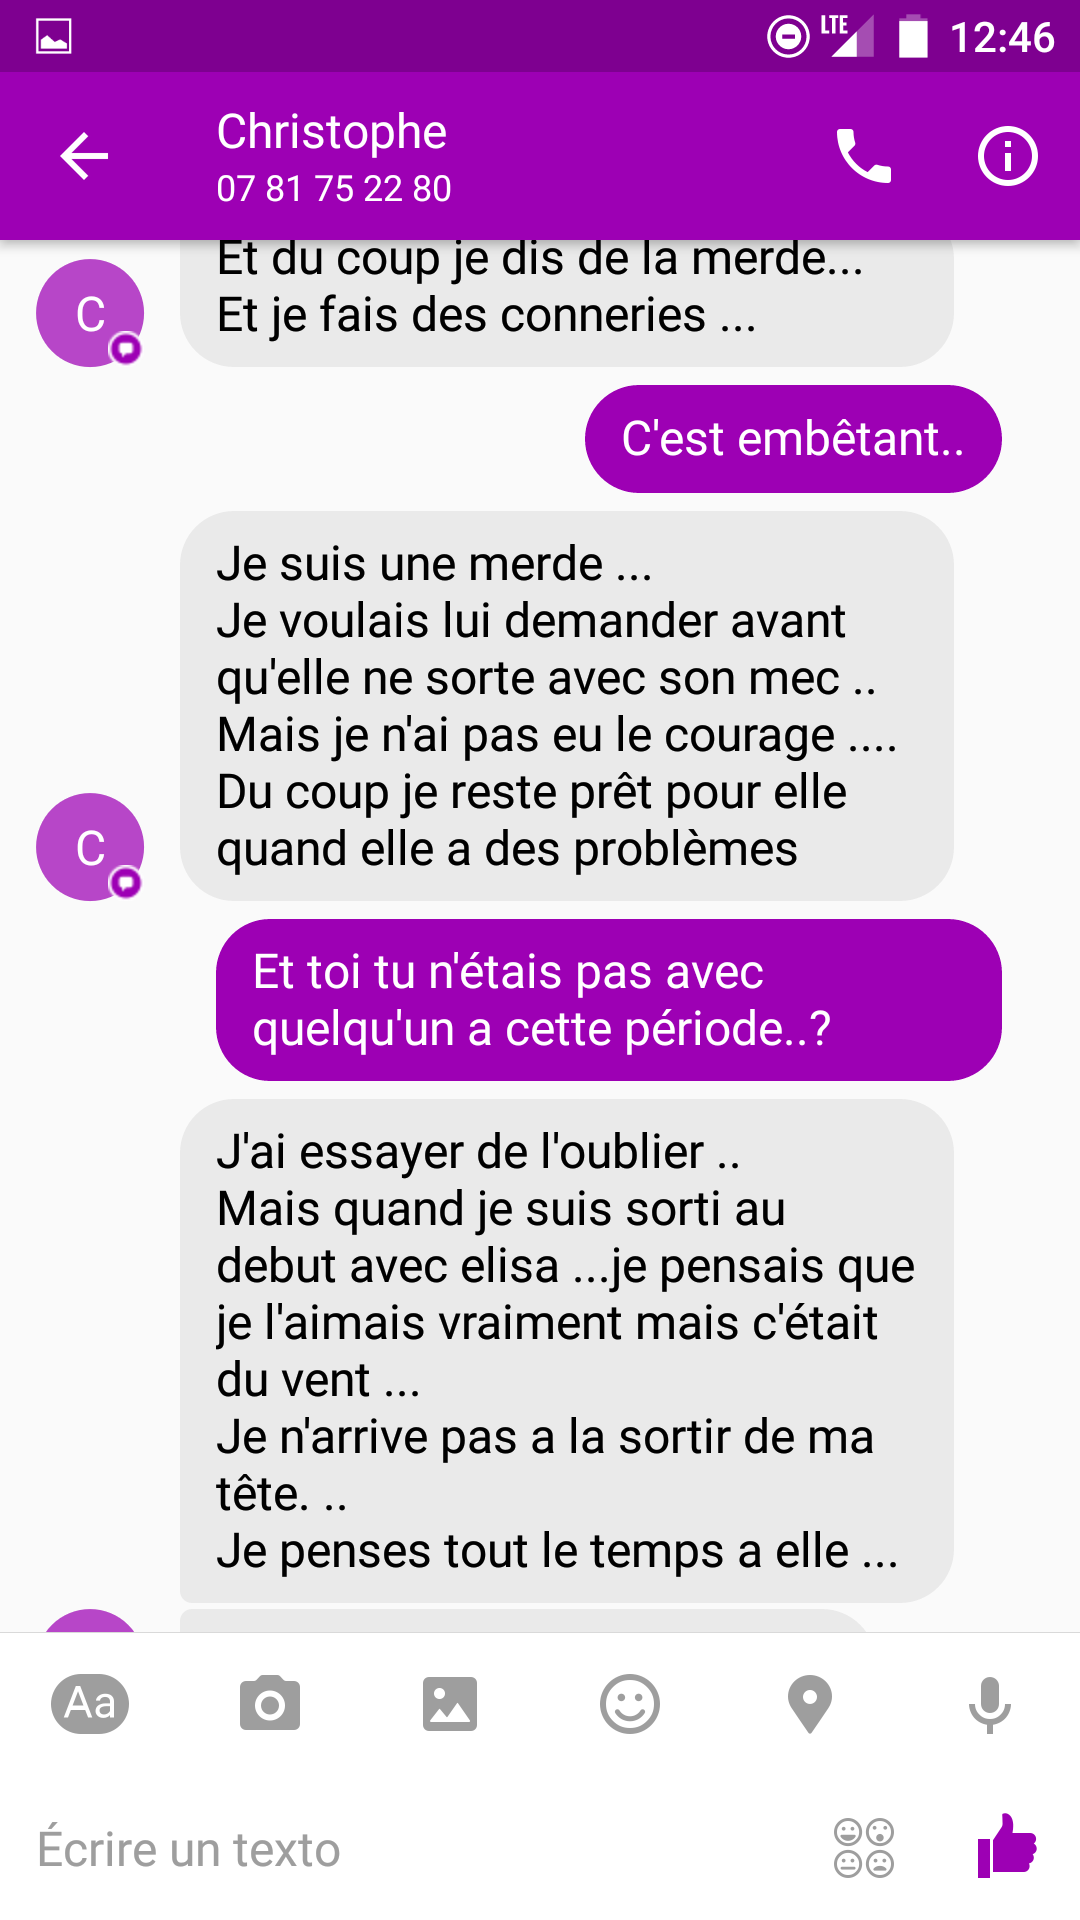 LTE 12:46
Christophe
07 81 75 22 80
Et du coup je dis de la merde...
Et je fais des conneries ...
C
C'est embêtant..
Je suis une merde ...
Je voulais lui demander avant
qu'elle ne sorte avec son mec ..
Mais je n'ai pas eu le courage ....
Du coup je reste prêt pour elle
quand elle a des problèmes
C
Et toi tu n'étais pas avec
quelqu'un a cette période..?
J'ai essayer de l'oublier ..
Mais quand je suis sorti au
debut avec elisa ...je pensais que
je l'aimais vraiment mais c'était
du vent ...
Je n'arrive pas a la sortir de ma
tête. ..
Je penses tout le temps a elle ...
Aa
Écrire un texto